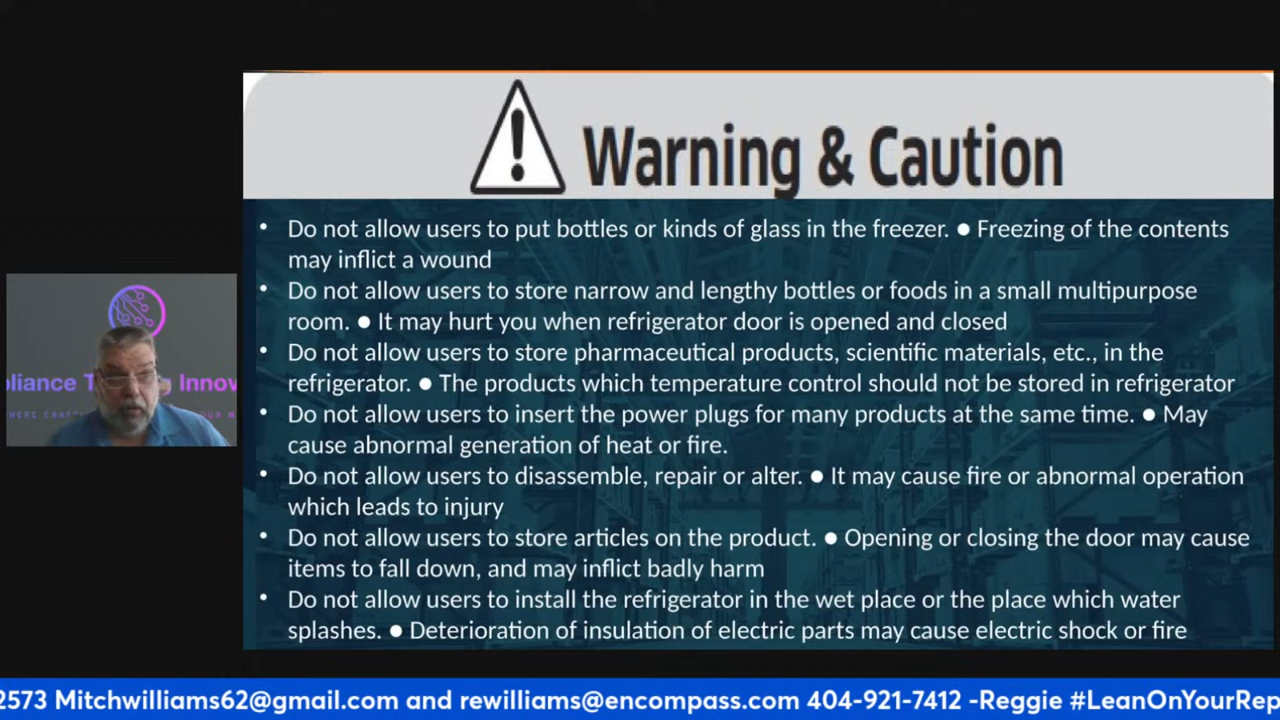 Warning & Caution
• Do not allow users to put bottles or kinds of glass in the freezer. ● Freezing of the contents
may inflict a wound
• Do not allow users to store narrow and lengthy bottles or foods in a small multipurpose
room. ● It may hurt you when refrigerator door is opened and closed
• Do not allow users to store pharmaceutical products, scientific materials, etc., in the
refrigerator. ● The products which temperature control should not be stored in refrigerator
• Do not allow users to insert the power plugs for many products at the same time. ● May
cause abnormal generation of heat or fire.
• Do not allow users to disassemble, repair or alter. ● It may cause fire or abnormal operation
which leads to injury
• Do not allow users to store articles on the product. ● Opening or closing the door may cause
items to fall down, and may inflict badly harm
• Do not allow users to install the refrigerator in the wet place or the place which water
splashes. ● Deterioration of insulation of electric parts may cause electric shock or fire
pliance T g Innov
2573 Mitchwilliams62@gmail.com and rewilliams@encompass.com 404-921-7412 -Reggie #LeanOnYourRep